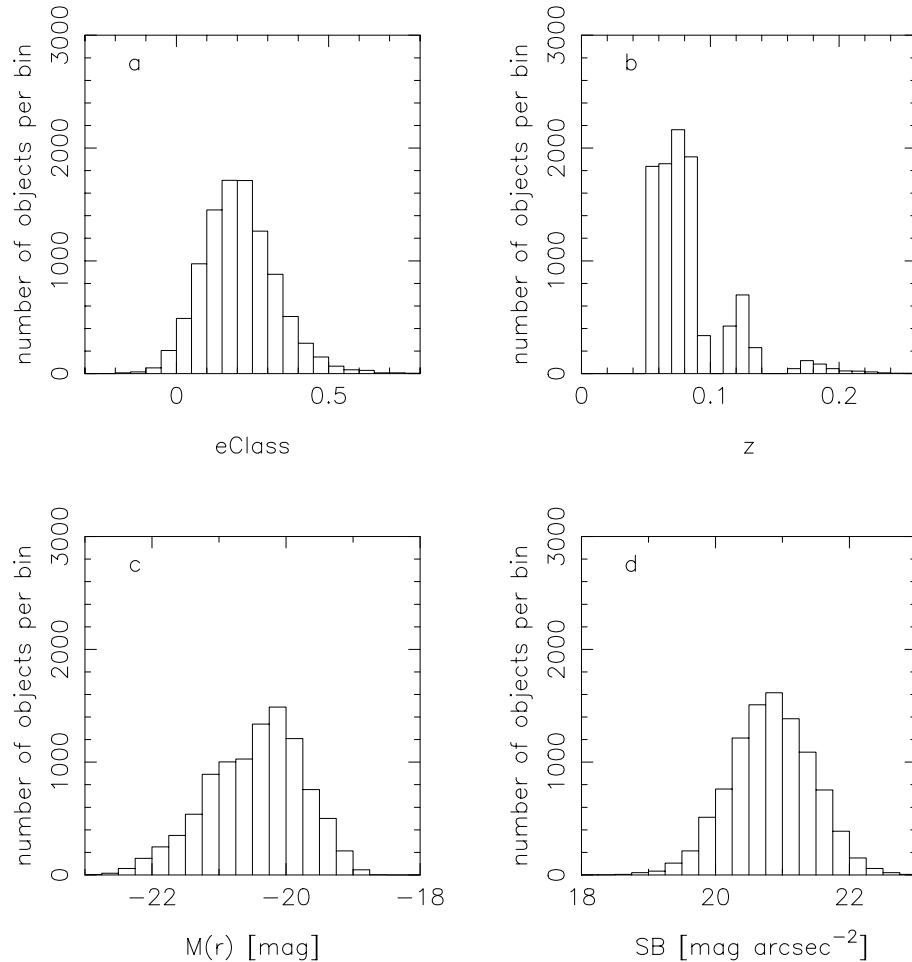 number of objects per bin
0 1000 2000 3000
a
0 0.5
eClass
number of objects per bin
0 1000 2000 3000
b
0 0.1 0.2
z
number of objects per bin
0 1000 2000 3000
c
−22 −20 −18
M(r) [mag]
number of objects per bin
0 1000 2000 3000
d
18 20 22
SB [mag arcsec⁻²]